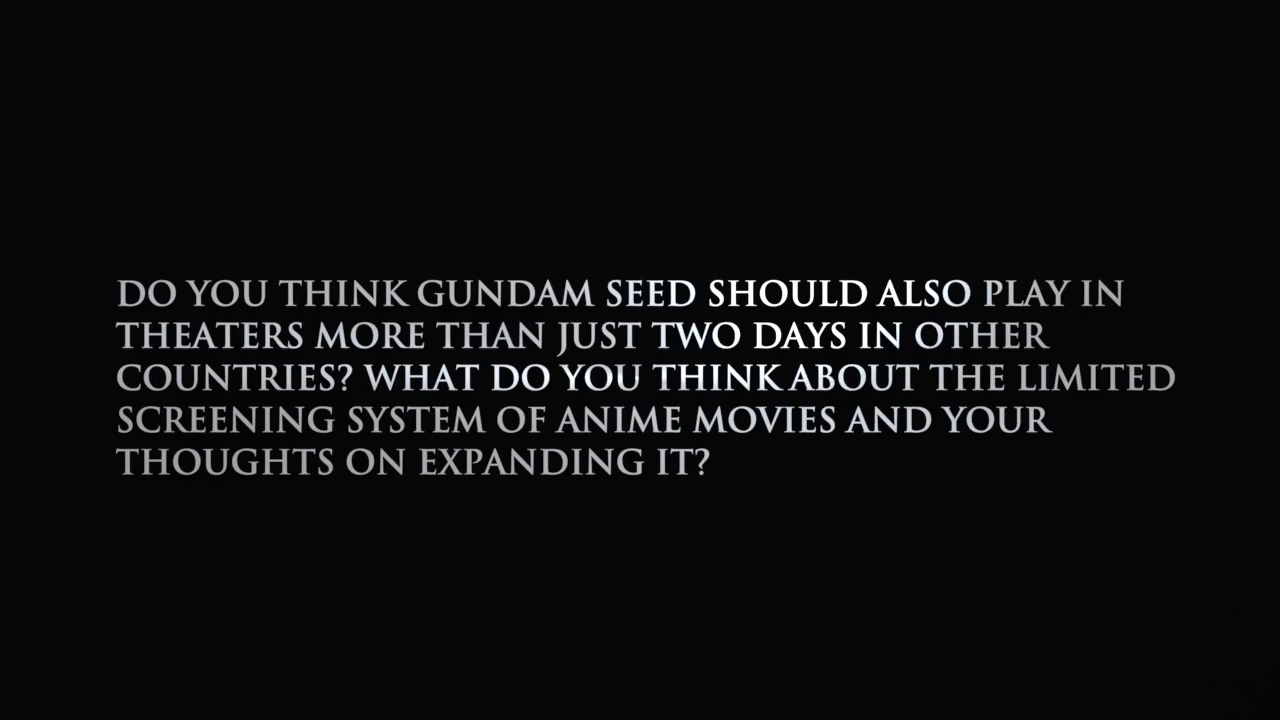 DO YOU THINK GUNDAM SEED SHOULD ALSO PLAY IN
THEATERS MORE THAN JUST TWO DAYS IN OTHER
COUNTRIES? WHAT DO YOU THINK ABOUT THE LIMITED
SCREENING SYSTEM OF ANIME MOVIES AND YOUR
THOUGHTS ON EXPANDING IT?